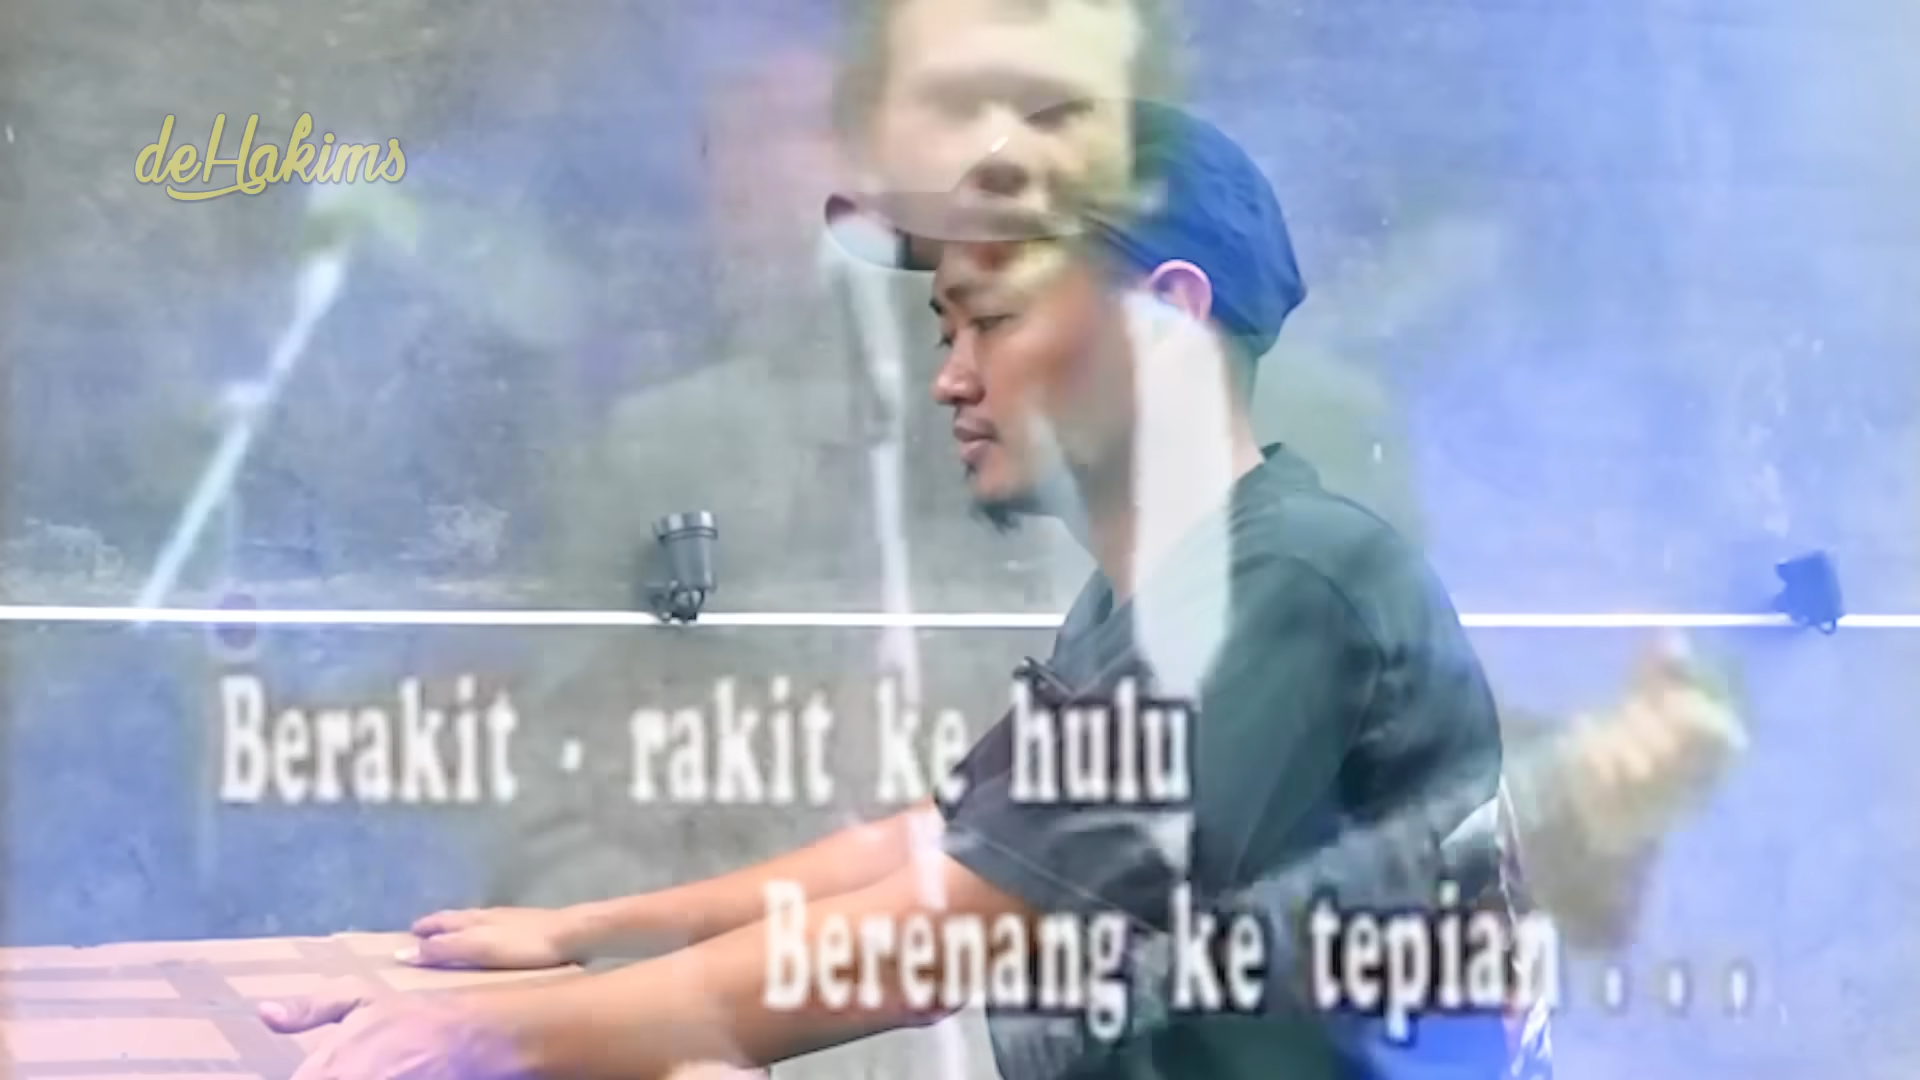 deHakims
Berakit - rakit ke hulu
Berenang ke tepian . . .